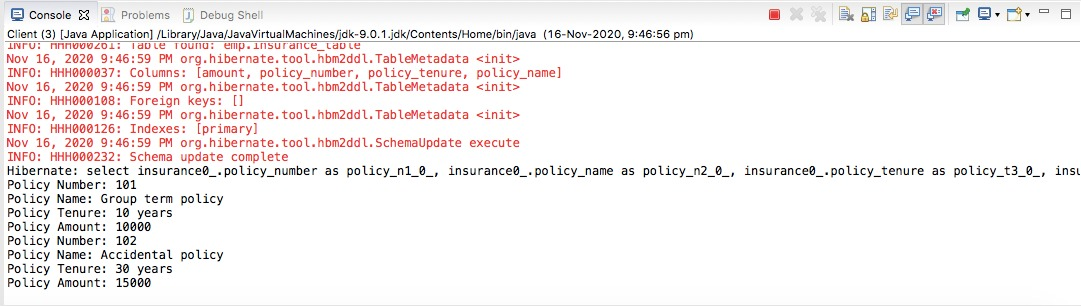 Console
Problems
Debug Shell
Client (3) [Java Application] /Library/Java/JavaVirtualMachines/jdk-9.0.1.jdk/Contents/Home/bin/java (16-Nov-2020, 9:46:56 pm)
INFO: HHH000261: Table found: emp.insurance_table
Nov 16, 2020 9:46:59 PM org.hibernate.tool.hbm2ddl.TableMetadata <init>
INFO: HHH000037: Columns: [amount, policy_number, policy_tenure, policy_name]
Nov 16, 2020 9:46:59 PM org.hibernate.tool.hbm2ddl.TableMetadata <init>
INFO: HHH000108: Foreign keys: []
Nov 16, 2020 9:46:59 PM org.hibernate.tool.hbm2ddl.TableMetadata <init>
INFO: HHH000126: Indexes: [primary]
Nov 16, 2020 9:46:59 PM org.hibernate.tool.hbm2ddl.SchemaUpdate execute
INFO: HHH000232: Schema update complete
Hibernate: select insurance0_.policy_number as policy_n1_0_, insurance0_.policy_name as policy_n2_0_, insurance0_.policy_tenure as policy_t3_0_, insu
Policy Number: 101
Policy Name: Group term policy
Policy Tenure: 10 years
Policy Amount: 10000
Policy Number: 102
Policy Name: Accidental policy
Policy Tenure: 30 years
Policy Amount: 15000